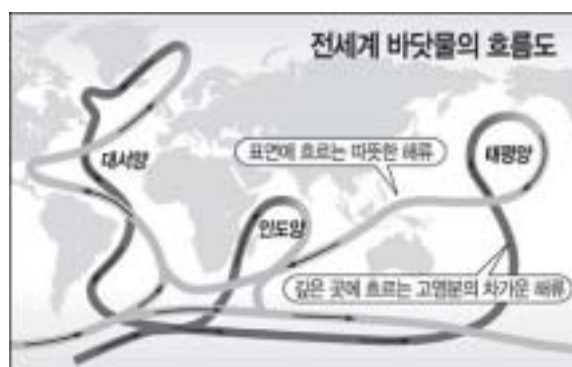 전세계 바닷물의 흐름도
대서양
표면에 흐르는 따뜻한 해류
태평양
인도양
깊은 곳에 흐르는 고염분의 차가운 해류